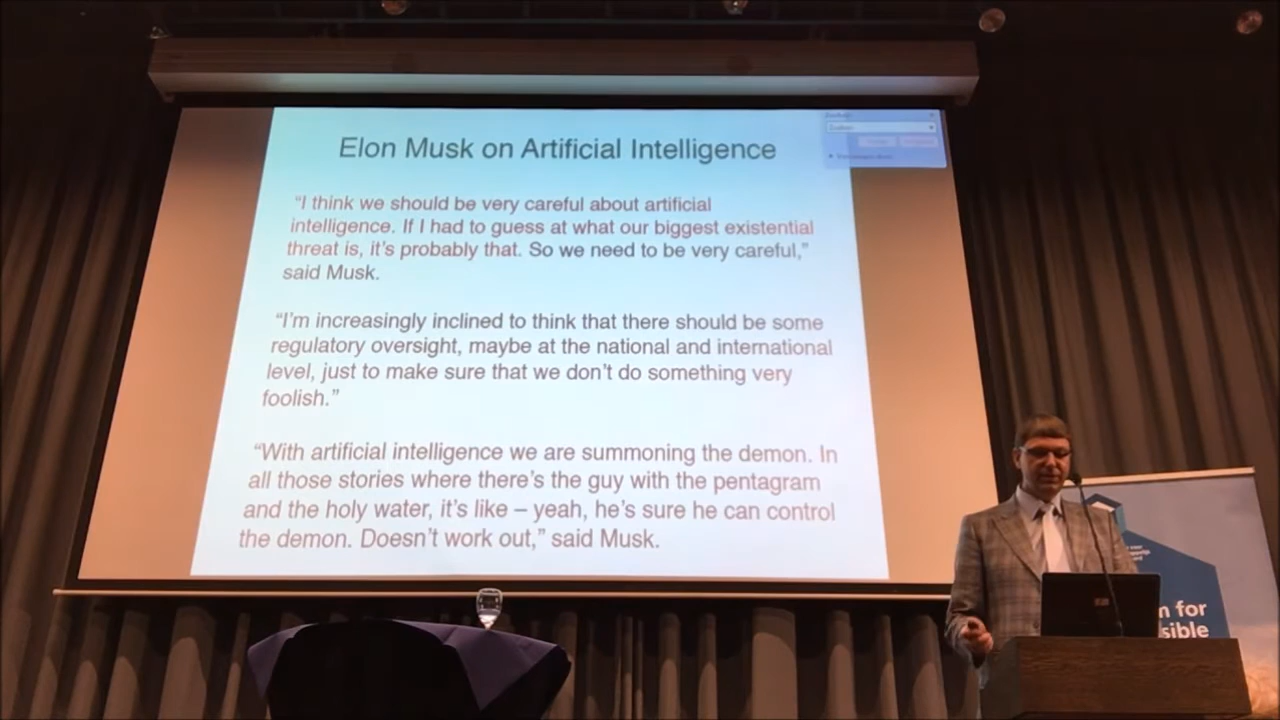 Elon Musk on Artificial Intelligence
“I think we should be very careful about artificial
intelligence. If I had to guess at what our biggest existential
threat is, it’s probably that. So we need to be very careful,”
said Musk.
“I’m increasingly inclined to think that there should be some
regulatory oversight, maybe at the national and international
level, just to make sure that we don’t do something very
foolish.”
“With artificial intelligence we are summoning the demon. In
all those stories where there’s the guy with the pentagram
and the holy water, it’s like – yeah, he’s sure he can control
the demon. Doesn’t work out,” said Musk.
n for
sible